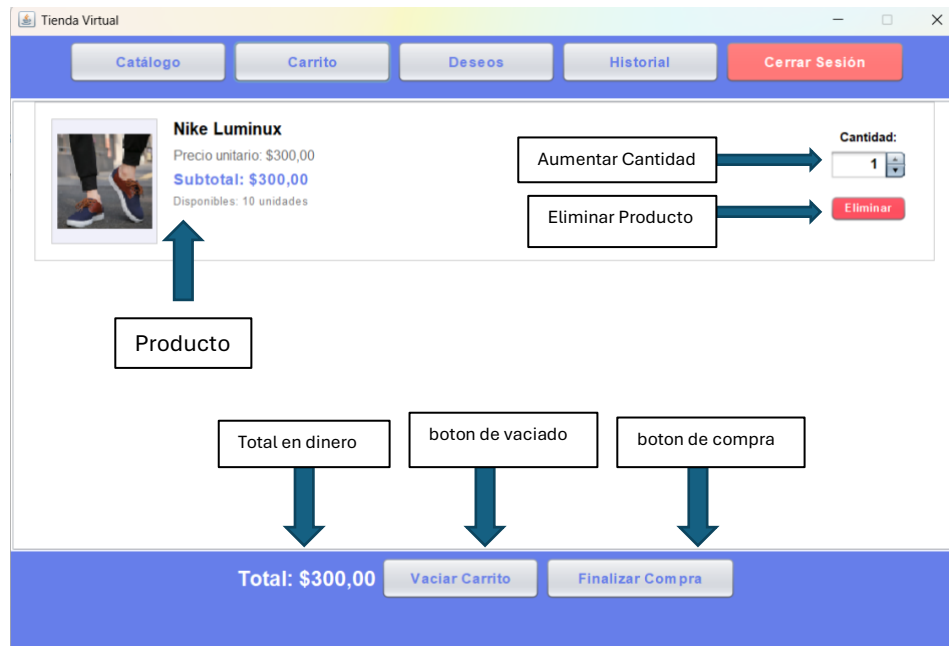 Tienda Virtual
Catálogo
Carrito
Deseos
Historial
Cerrar Sesión
Nike Luminux
Precio unitario: $300,00
Subtotal: $300,00
Disponibles: 10 unidades
Aumentar Cantidad
Cantidad:
1
Eliminar Producto
Eliminar
Producto
Total en dinero
boton de vaciado
boton de compra
Total: $300,00
Vaciar Carrito
Finalizar Compra